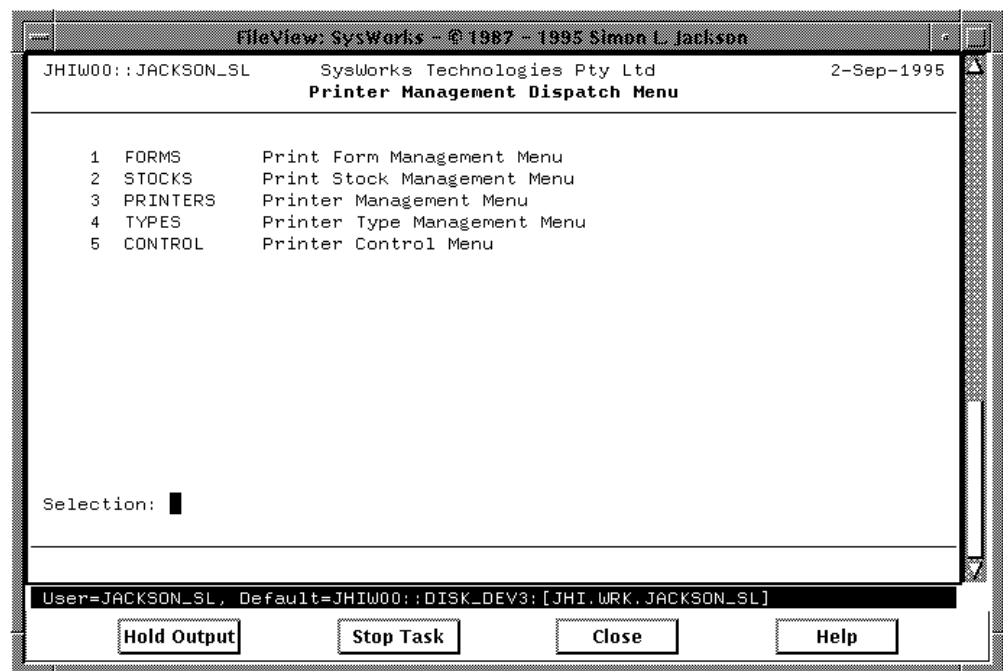 FileView: SysWorks - © 1987 - 1995 Simon L. Jackson
JHIW00::JACKSON_SL SysWorks Technologies Pty Ltd 2-Sep-1995
Printer Management Dispatch Menu
1 FORMS Print Form Management Menu
2 STOCKS Print Stock Management Menu
3 PRINTERS Printer Management Menu
4 TYPES Printer Type Management Menu
5 CONTROL Printer Control Menu
Selection:
User=JACKSON_SL, Default=JHIW00::DISK_DEV3:[JHI.WRK.JACKSON_SL]
Hold Output Stop Task Close Help